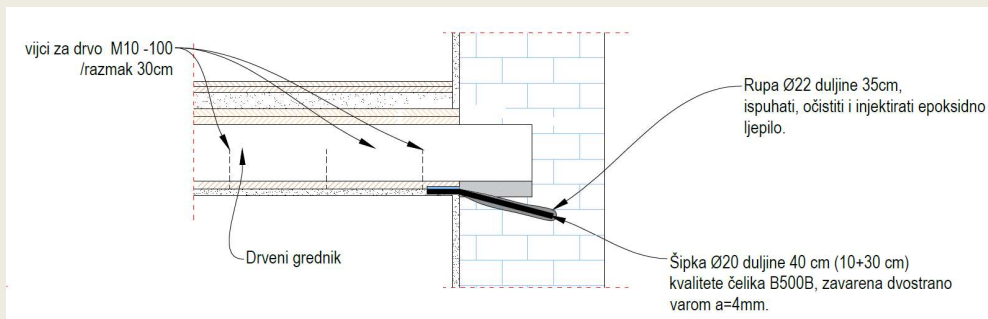 vijci za drvo M10 -100
/razmak 30cm
Rupa Ø22 duljine 35cm,
ispuhati, očistiti i injektirati epoksidno
ljepilo.
Drveni grednik
Šipka Ø20 duljine 40 cm (10+30 cm)
kvalitete čelika B500B, zavarena dvostrano
varom a=4mm.